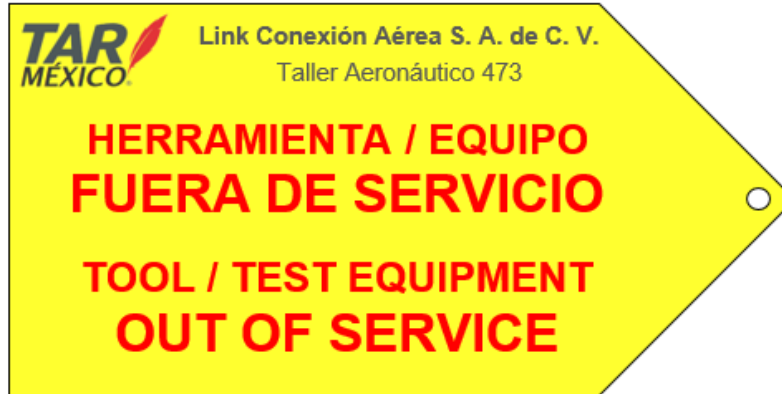 TAR
MÉXICO
Link Conexión Aérea S. A. de C. V.
Taller Aeronáutico 473
HERRAMIENTA / EQUIPO
FUERA DE SERVICIO
TOOL / TEST EQUIPMENT
OUT OF SERVICE